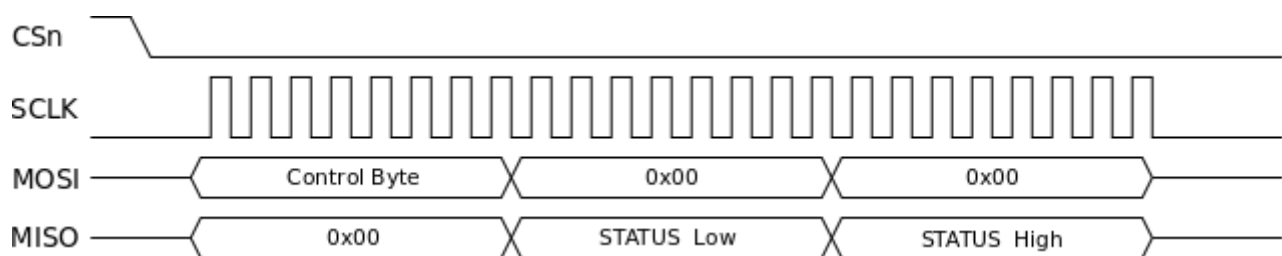 CSn
SCLK
MOSI Control Byte 0x00 0x00
MISO 0x00 STATUS Low STATUS High